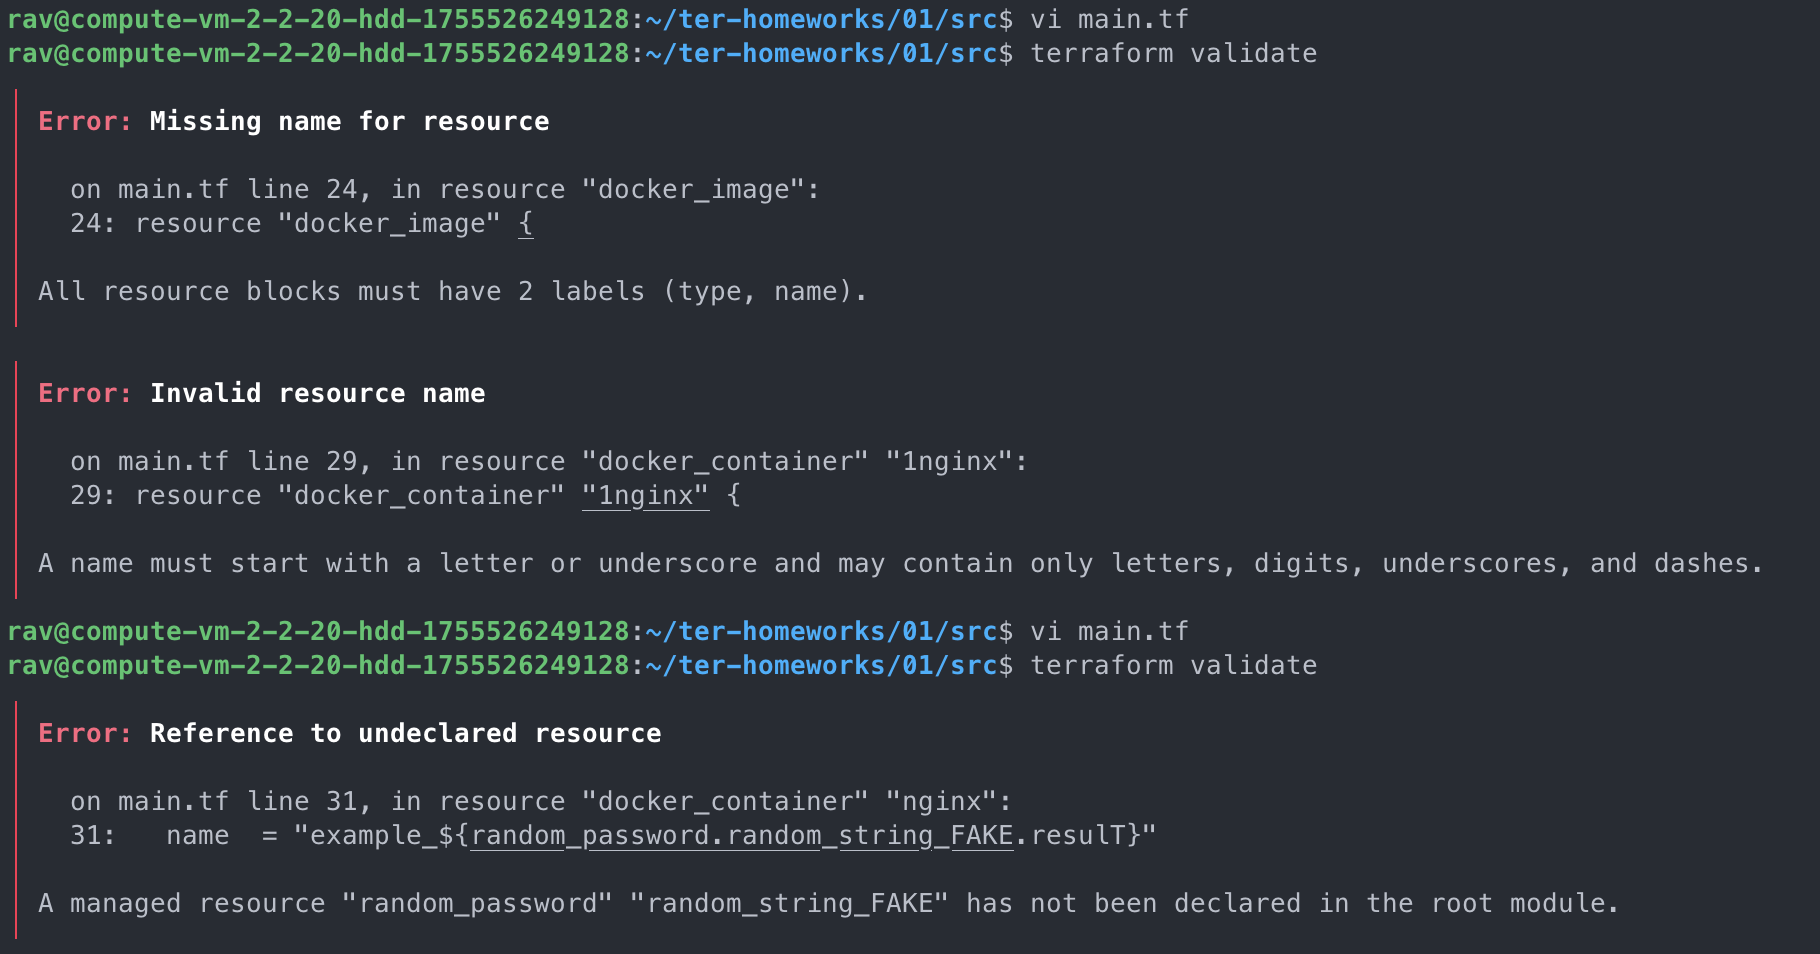 rav@compute-vm-2-2-20-hdd-1755526249128:~/ter-homeworks/01/src$ vi main.tf
rav@compute-vm-2-2-20-hdd-1755526249128:~/ter-homeworks/01/src$ terraform validate
Error: Missing name for resource
on main.tf line 24, in resource "docker_image":
24: resource "docker_image" {
All resource blocks must have 2 labels (type, name).
Error: Invalid resource name
on main.tf line 29, in resource "docker_container" "1nginx":
29: resource "docker_container" "1nginx" {
A name must start with a letter or underscore and may contain only letters, digits, underscores, and dashes.
rav@compute-vm-2-2-20-hdd-1755526249128:~/ter-homeworks/01/src$ vi main.tf
rav@compute-vm-2-2-20-hdd-1755526249128:~/ter-homeworks/01/src$ terraform validate
Error: Reference to undeclared resource
on main.tf line 31, in resource "docker_container" "nginx":
31:   name  = "example_${random_password.random_string_FAKE.resulT}"
A managed resource "random_password" "random_string_FAKE" has not been declared in the root module.